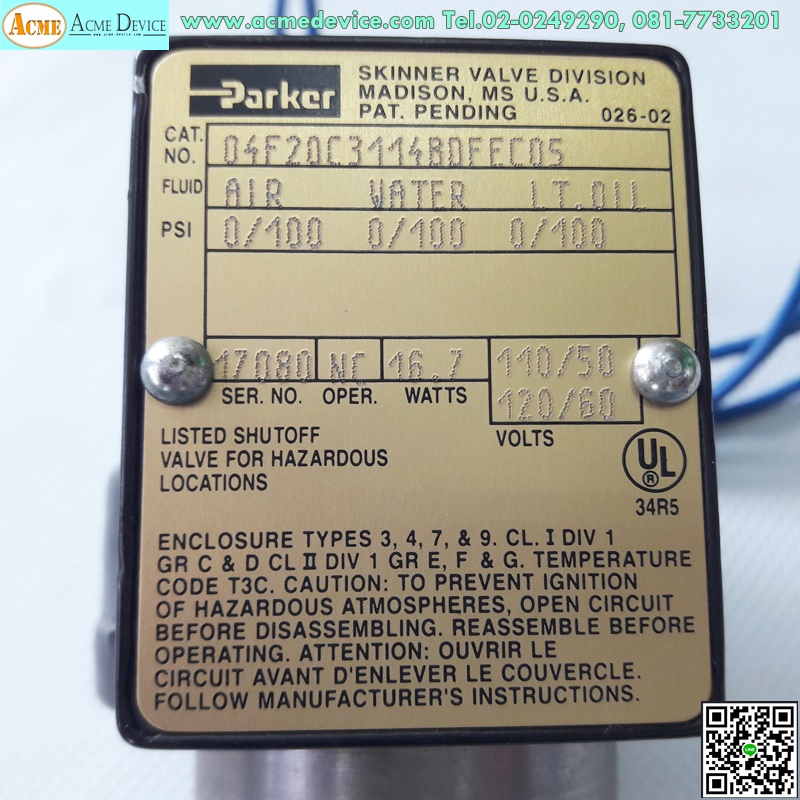 ACME ACME DEVICE www.acmedevice.com Tel.02-0249290, 081-7733201
WWW.ACMEDEVICE.COM
Parker
SKINNER VALVE DIVISION
MADISON, MS U.S.A.
PAT. PENDING 026-02
CAT. NO. 04F20C3114BDFEC05
FLUID AIR WATER LT.OIL
PSI 0/100 0/100 0/100
17080 NC 16.7 110/50
120/60
SER. NO. OPER. WATTS
VOLTS
LISTED SHUTOFF
VALVE FOR HAZARDOUS
LOCATIONS
UL ®
34R5
ENCLOSURE TYPES 3, 4, 7, & 9. CL. I DIV 1
GR C & D CL II DIV 1 GR E, F & G. TEMPERATURE
CODE T3C. CAUTION: TO PREVENT IGNITION
OF HAZARDOUS ATMOSPHERES, OPEN CIRCUIT
BEFORE DISASSEMBLING. REASSEMBLE BEFORE
OPERATING. ATTENTION: OUVRIR LE
CIRCUIT AVANT D'ENLEVER LE COUVERCLE.
FOLLOW MANUFACTURER'S INSTRUCTIONS.